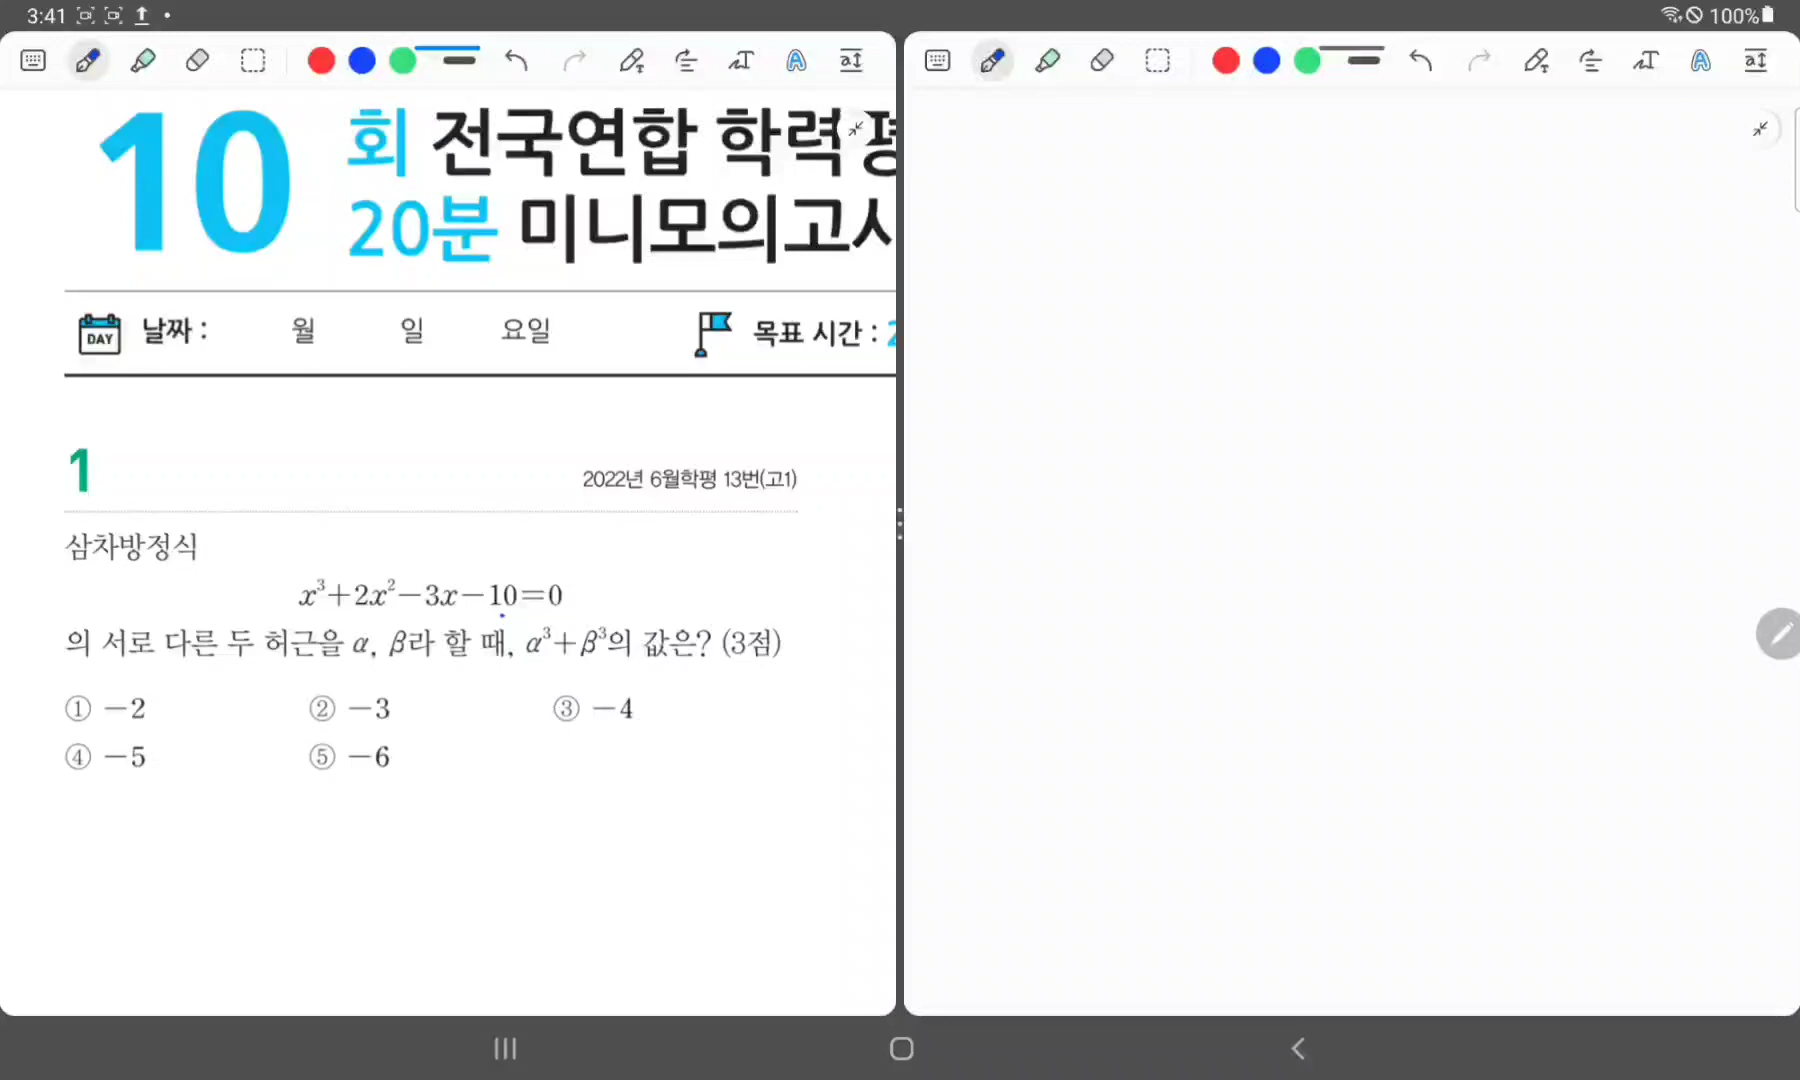 3:41
100%
10 회 전국연합 학력
20분 미니모의고사
DAY 날짜 : 월 일 요일 목표 시간 : 2
1
2022년 6월학평 13번(고1)
삼차방정식
x³+2x²-3x-10=0
의 서로 다른 두 허근을 α, β라 할 때, α³+β³의 값은? (3점)
① -2 ② -3 ③ -4
④ -5 ⑤ -6